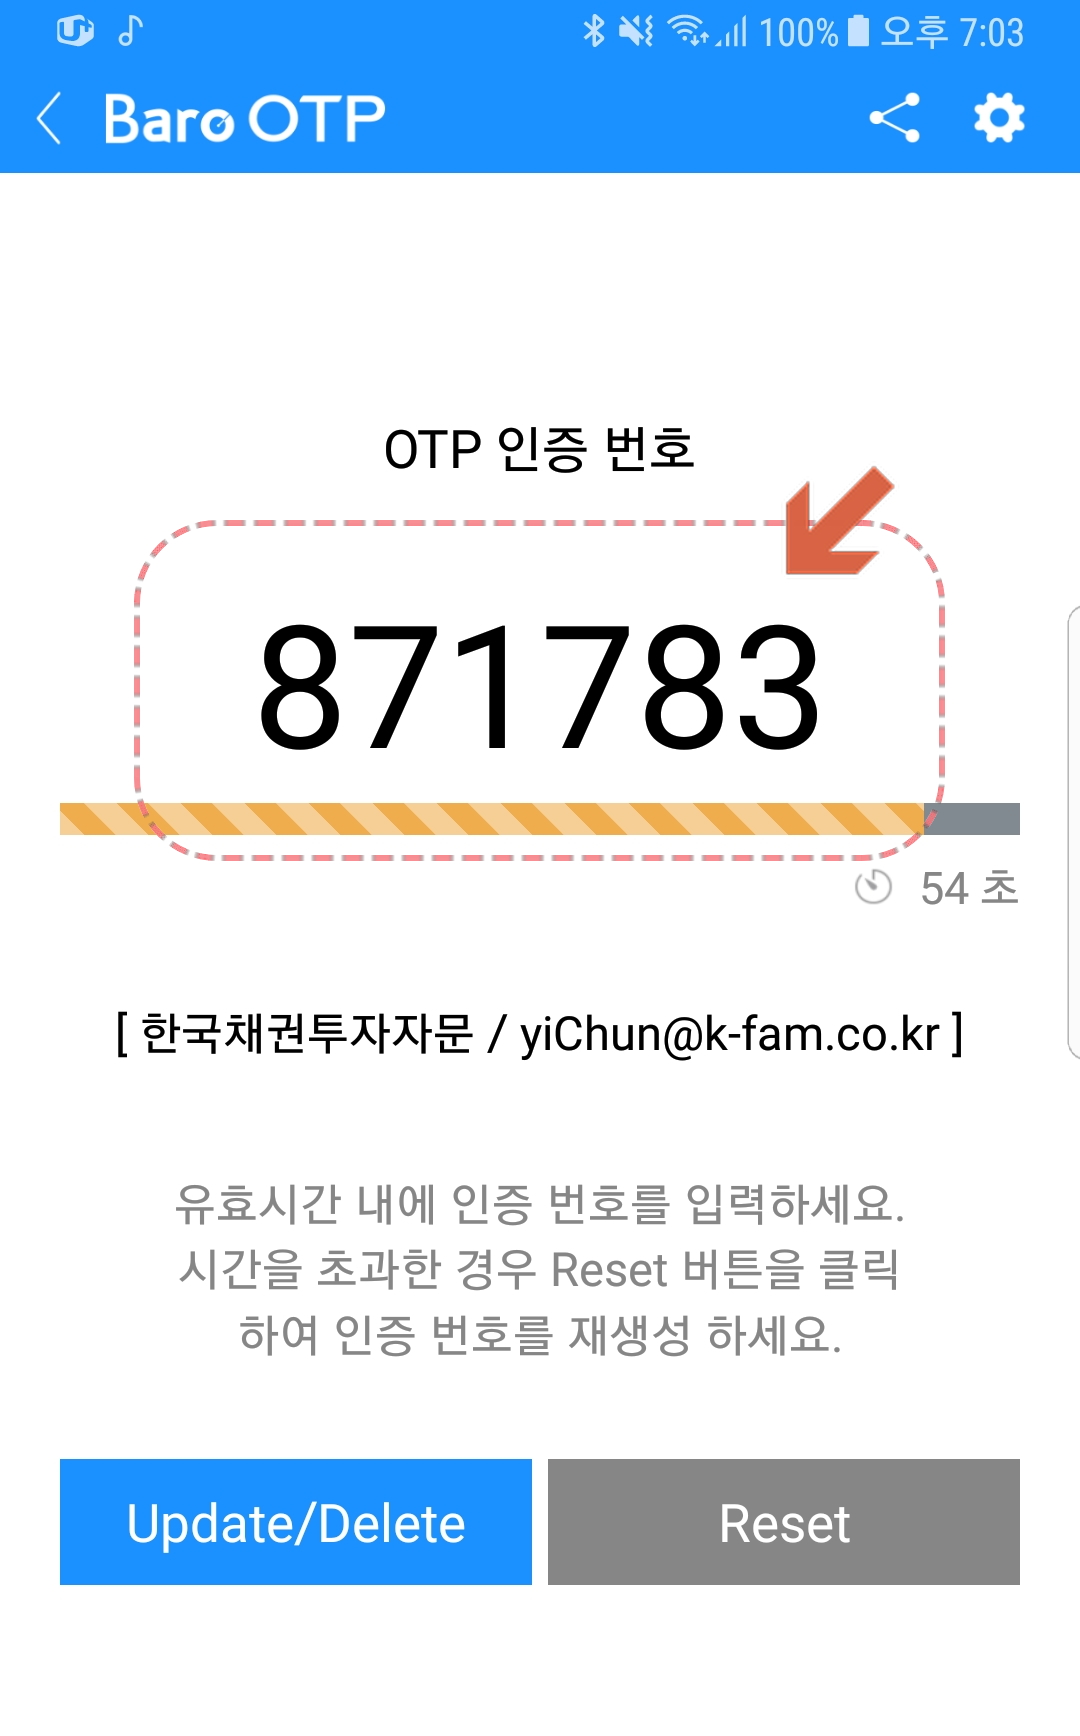 100% 오후 7:03
Baro OTP
OTP 인증 번호
871783
54 초
[ 한국채권투자자문 / yiChun@k-fam.co.kr ]
유효시간 내에 인증 번호를 입력하세요.
시간을 초과한 경우 Reset 버튼을 클릭
하여 인증 번호를 재생성 하세요.
Update/Delete
Reset